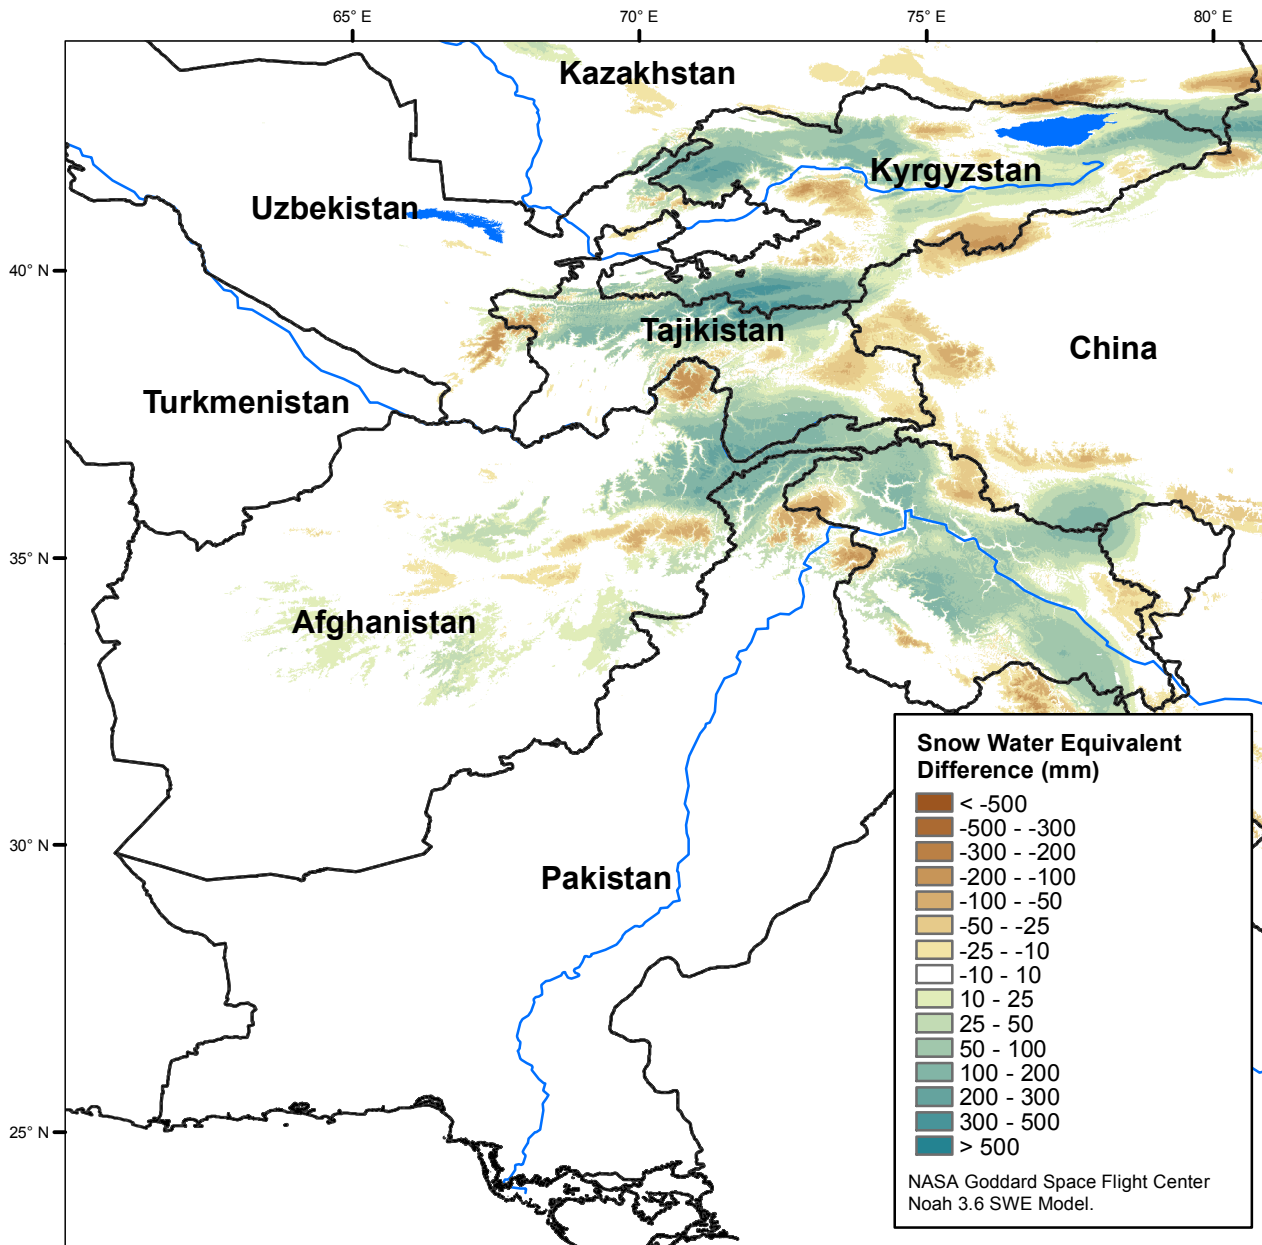 65° E 70° E 75° E 80° E
Kazakhstan
Kyrgyzstan
Uzbekistan
40° N
Tajikistan
China
Turkmenistan
35° N
Afghanistan
Snow Water Equivalent
Difference (mm)
< -500
-500 - -300
-300 - -200
-200 - -100
-100 - -50
-50 - -25
-25 - -10
-10 - 10
10 - 25
25 - 50
50 - 100
100 - 200
200 - 300
300 - 500
> 500
NASA Goddard Space Flight Center
Noah 3.6 SWE Model.
30° N
Pakistan
25° N